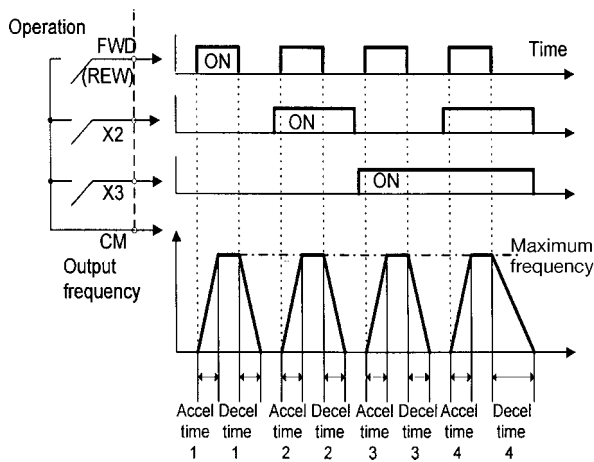 Operation
FWD
(REW)
ON
Time
X2
ON
X3
ON
CM
Output
frequency
Maximum
frequency
Accel Decel Accel Decel Accel Decel Accel Decel
time time time time time time time time
1 1 2 2 3 3 4 4